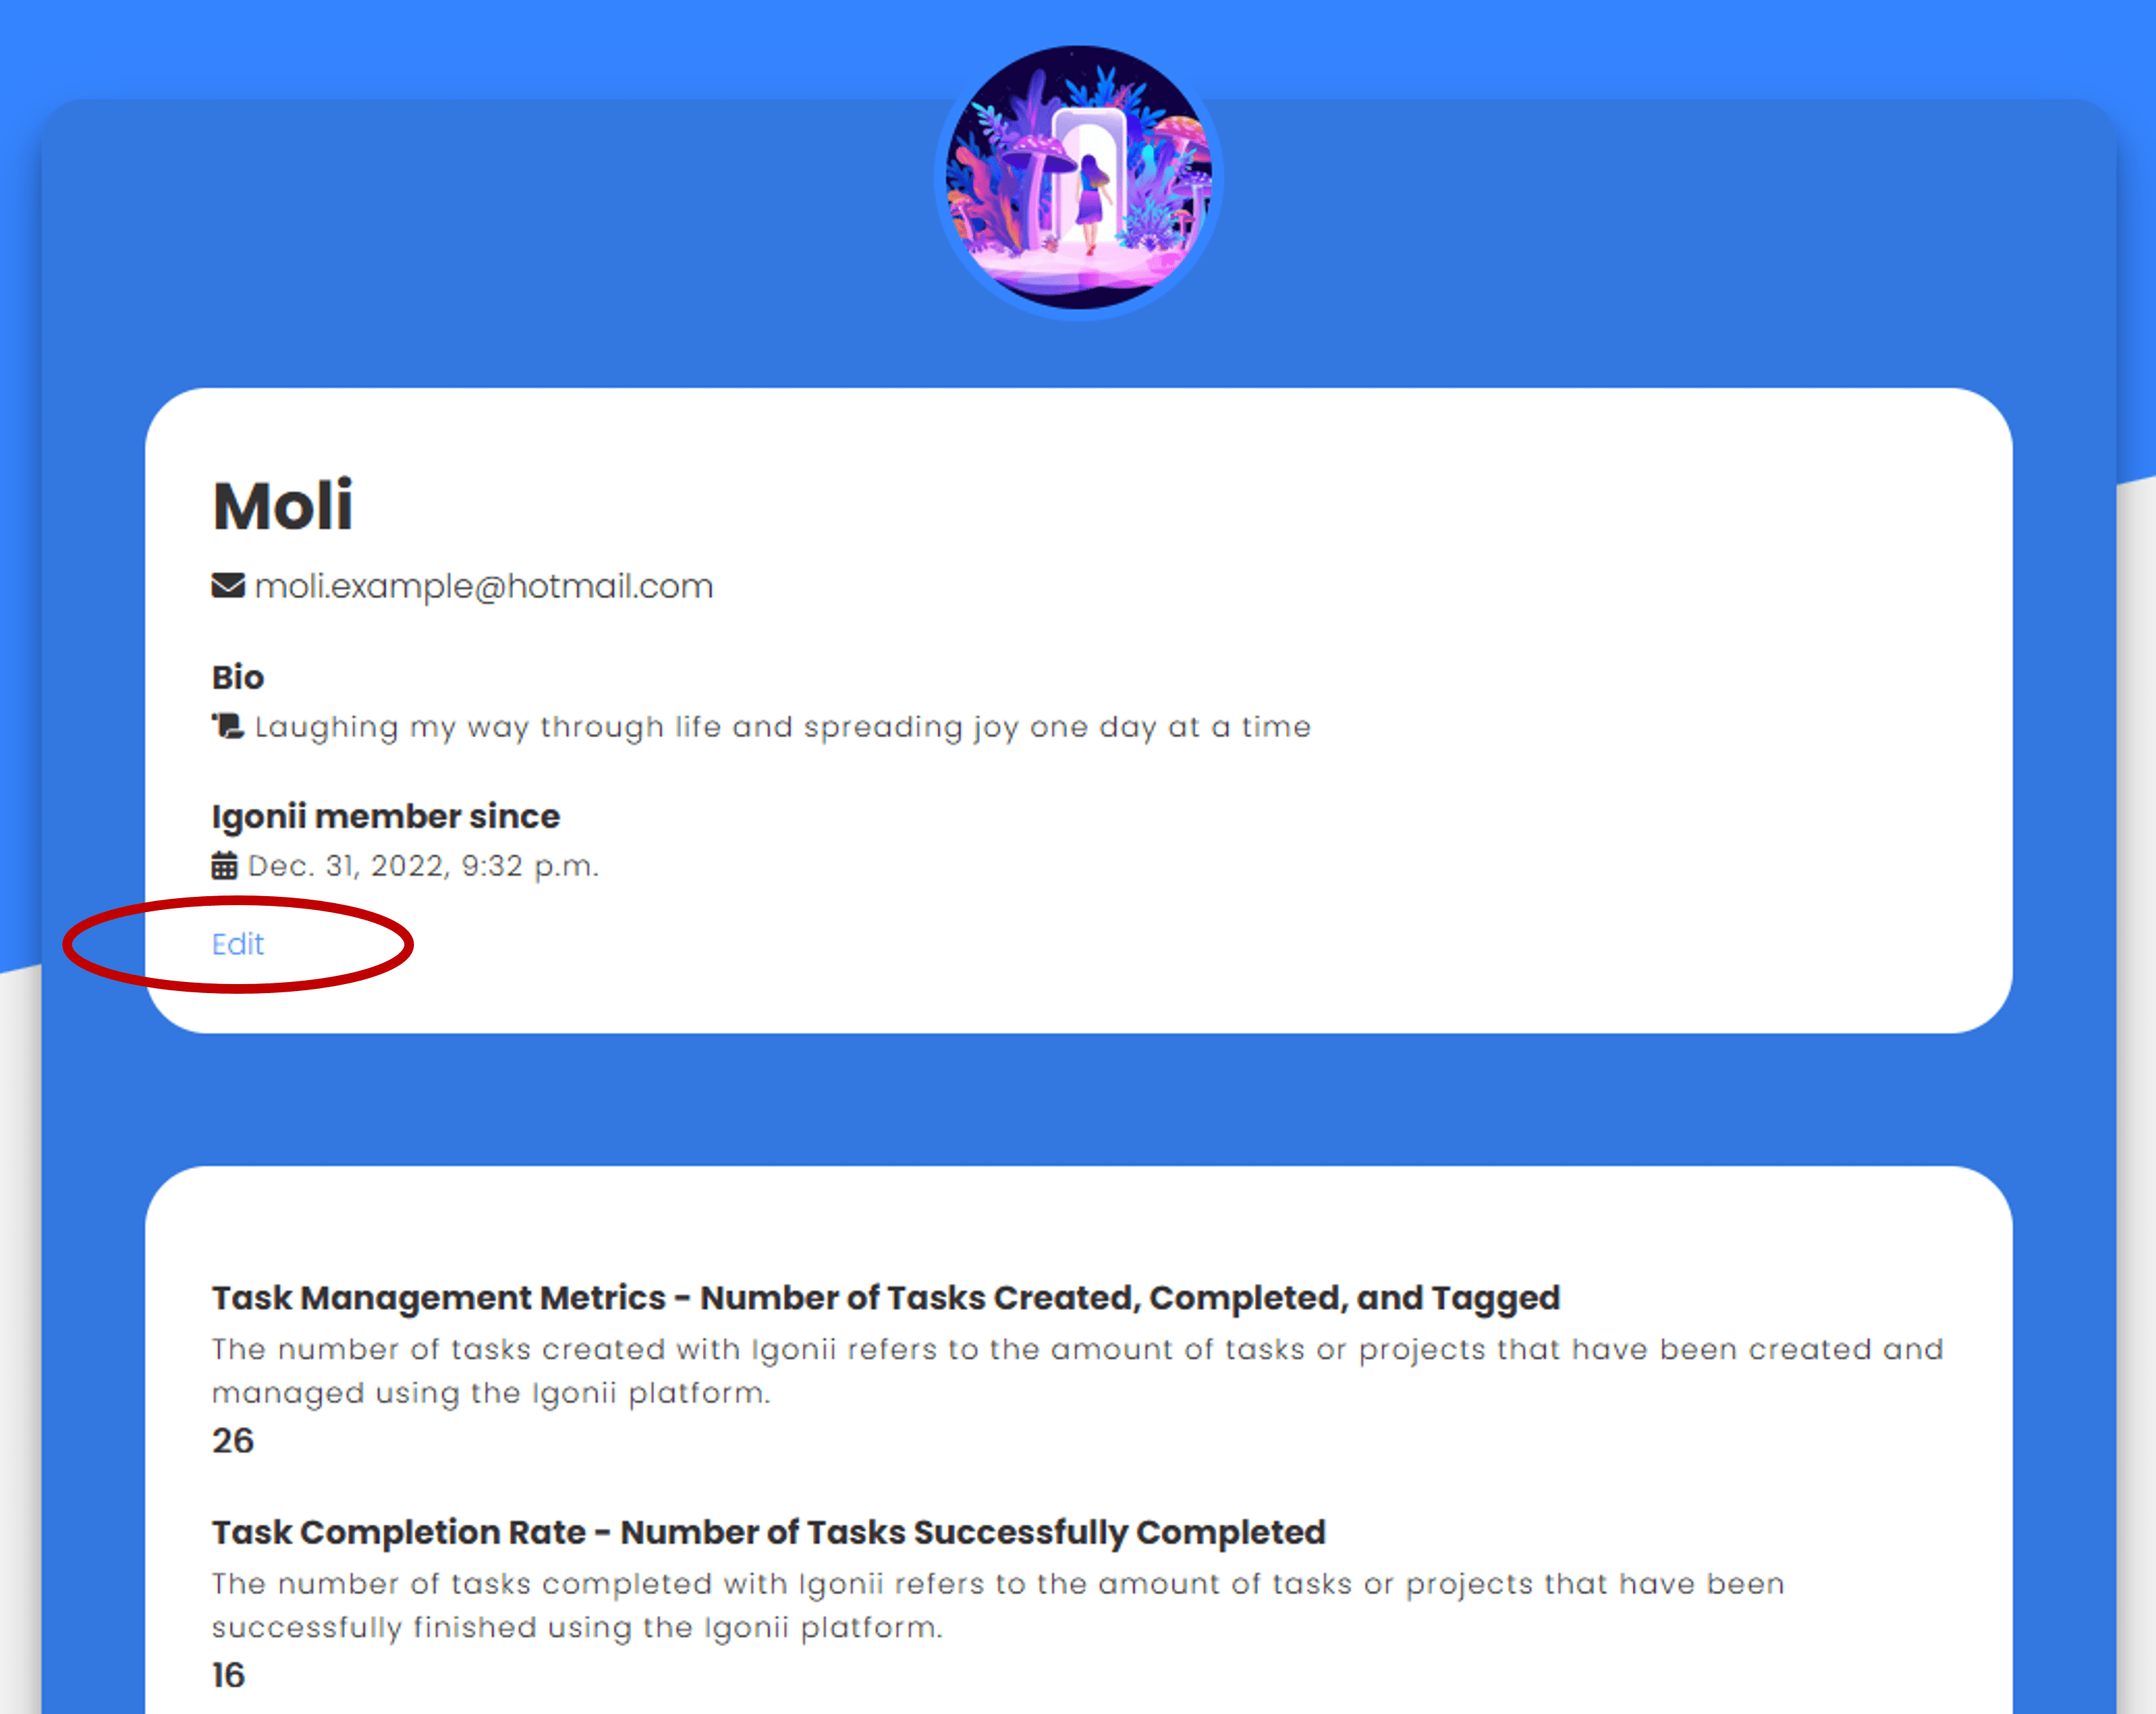 Moli
moli.example@hotmail.com
Bio
Laughing my way through life and spreading joy one day at a time
Igonii member since
Dec. 31, 2022, 9:32 p.m.
Edit
Task Management Metrics - Number of Tasks Created, Completed, and Tagged
The number of tasks created with Igonii refers to the amount of tasks or projects that have been created and
managed using the Igonii platform.
26
Task Completion Rate - Number of Tasks Successfully Completed
The number of tasks completed with Igonii refers to the amount of tasks or projects that have been
successfully finished using the Igonii platform.
16